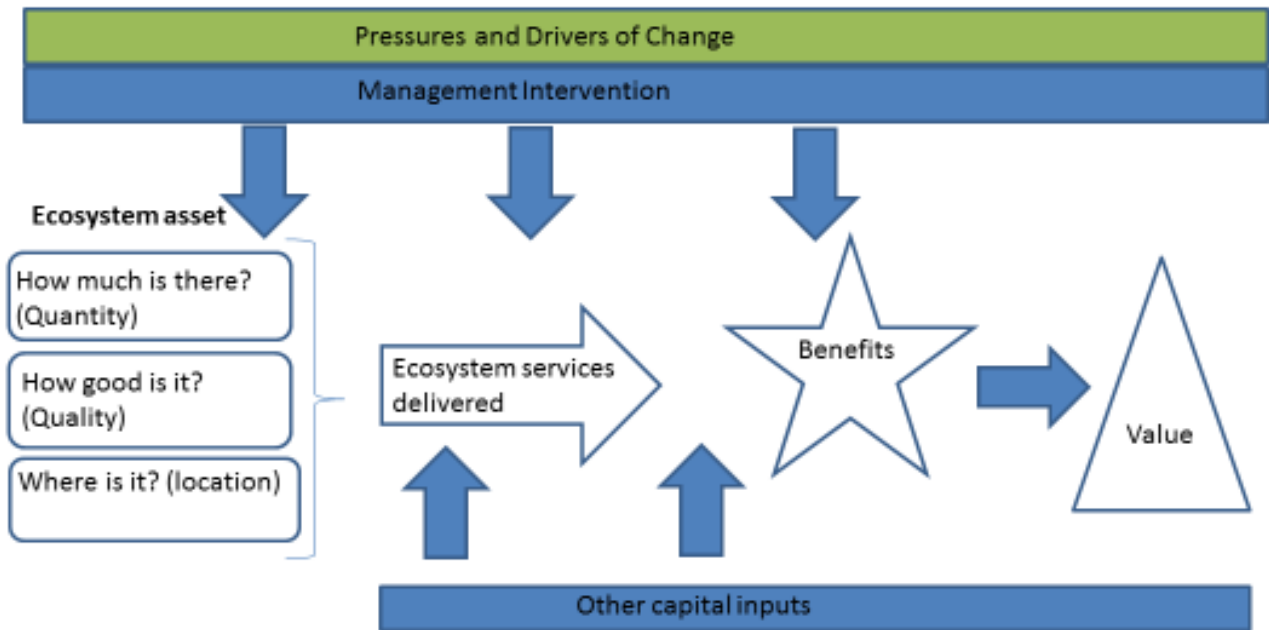 Pressures and Drivers of Change
Management Intervention
Ecosystem asset
How much is there?
(Quantity)
How good is it?
(Quality)
Where is it? (location)
Ecosystem services
delivered
Benefits
Value
Other capital inputs